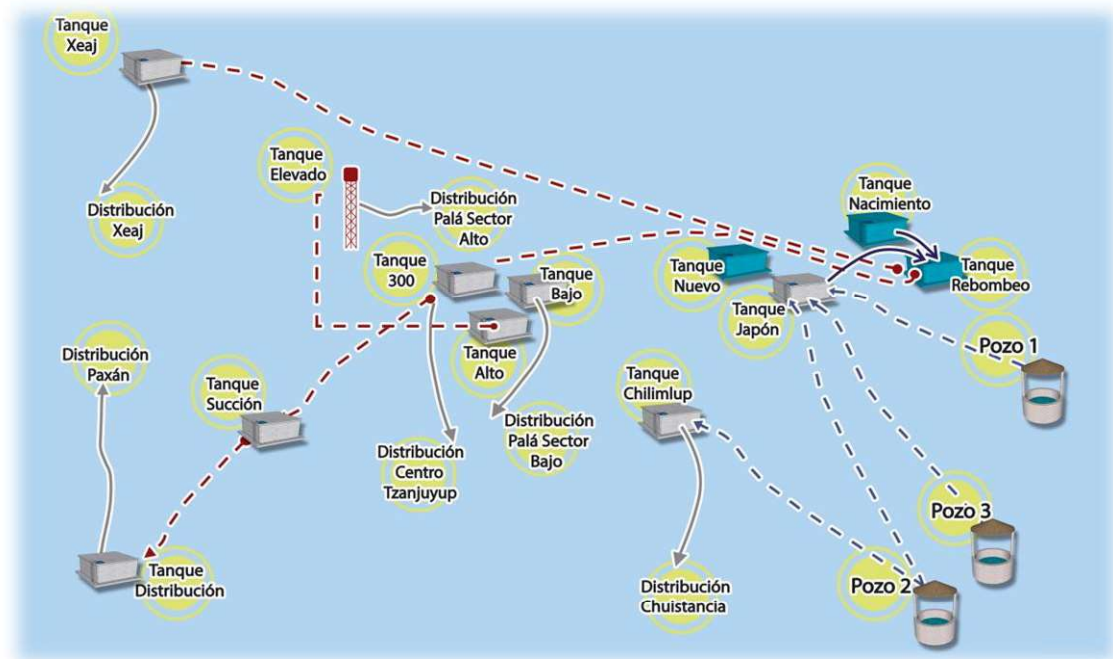 Tanque
Xeaj
Distribución
Xeaj
Tanque
Elevado
Distribución
Palá Sector
Alto
Tanque
Nacimiento
Tanque
300
Tanque
Bajo
Tanque
Nuevo
Tanque
Rebombeo
Tanque
Japón
Tanque
Alto
Pozo 1
Distribución
Paxán
Tanque
Succión
Tanque
Chilimlup
Distribución
Centro
Tzanjuyup
Distribución
Palá Sector
Bajo
Pozo 3
Tanque
Distribución
Distribución
Chuistancia
Pozo 2